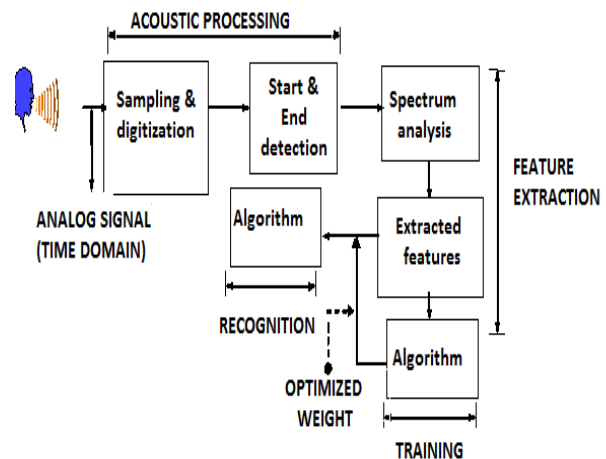 ACOUSTIC PROCESSING
Sampling &
digitization
Start &
End
detection
Spectrum
analysis
FEATURE
EXTRACTION
ANALOG SIGNAL
(TIME DOMAIN)
Algorithm
Extracted
features
RECOGNITION
Algorithm
OPTIMIZED
WEIGHT
TRAINING